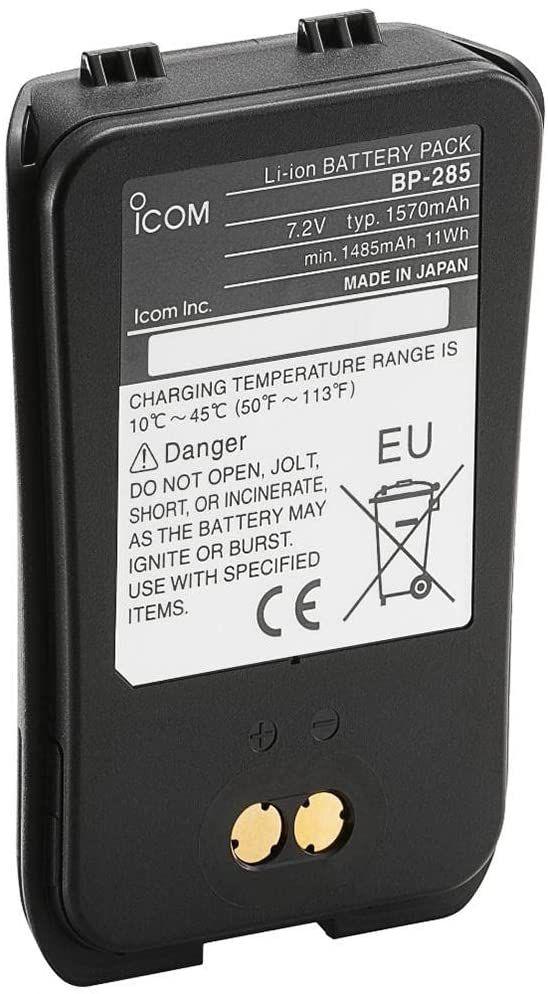 Li-ion BATTERY PACK
BP-285
ICOM
7.2V typ. 1570mAh
min. 1485mAh 11Wh
MADE IN JAPAN
Icom Inc.
CHARGING TEMPERATURE RANGE IS
10℃～45℃ (50℉～113℉)
Danger
DO NOT OPEN, JOLT,
SHORT, OR INCINERATE,
AS THE BATTERY MAY
IGNITE OR BURST.
USE WITH SPECIFIED
ITEMS.
EU
CE
+ −